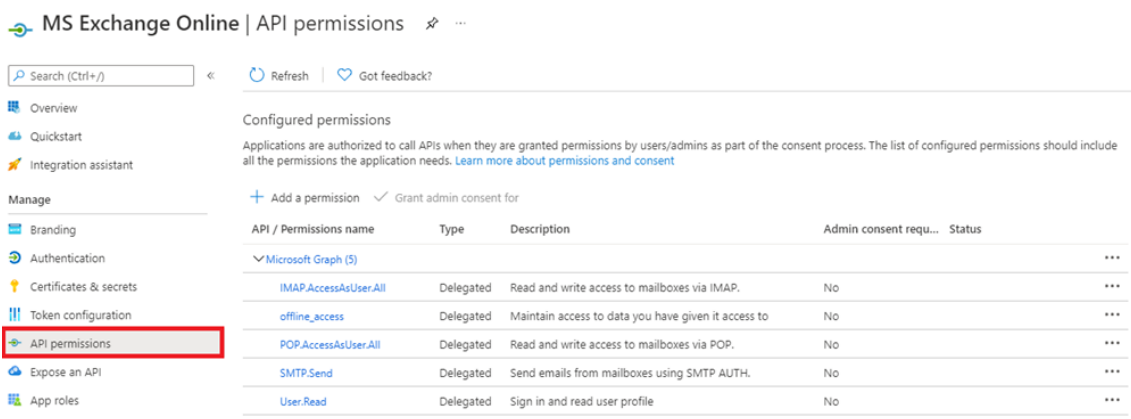 MS Exchange Online | API permissions
Search (Ctrl+/)
Refresh
Got feedback?
Overview
Quickstart
Integration assistant
Manage
Branding
Authentication
Certificates & secrets
Token configuration
API permissions
Expose an API
App roles
Configured permissions
Applications are authorized to call APIs when they are granted permissions by users/admins as part of the consent process. The list of configured permissions should include
all the permissions the application needs. Learn more about permissions and consent
Add a permission Grant admin consent for
API / Permissions name Type Description Admin consent requ... Status
Microsoft Graph (5)
IMAP.AccessAsUser.All Delegated Read and write access to mailboxes via IMAP. No
offline_access Delegated Maintain access to data you have given it access to No
POP.AccessAsUser.All Delegated Read and write access to mailboxes via POP. No
SMTP.Send Delegated Send emails from mailboxes using SMTP AUTH. No
User.Read Delegated Sign in and read user profile No